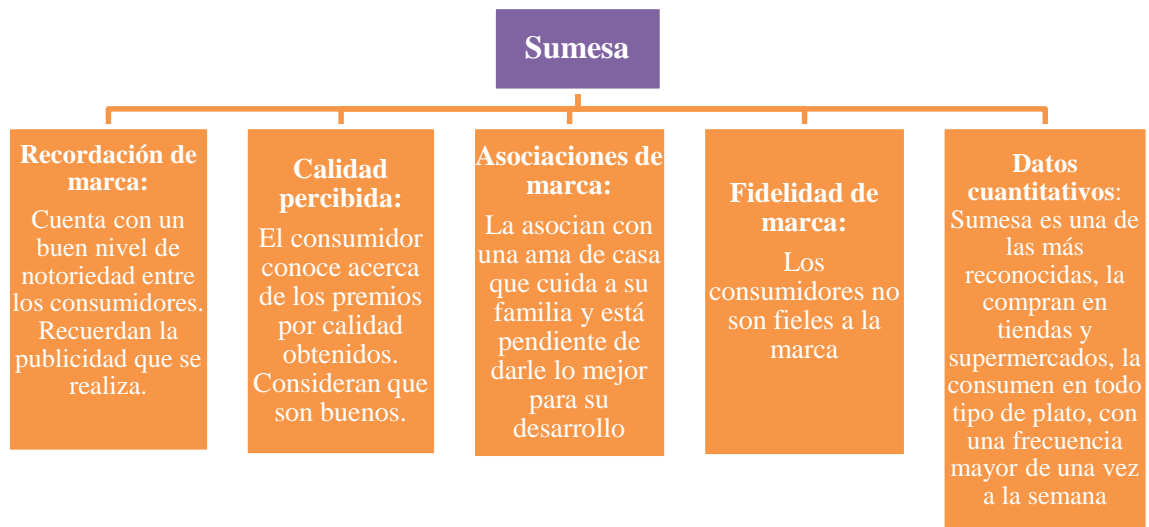 Sumesa
Recordación de
marca:
Cuenta con un
buen nivel de
notoriedad entre
los consumidores.
Recuerdan la
publicidad que se
realiza.
Calidad
percibida:
El consumidor
conoce acerca
de los premios
por calidad
obtenidos.
Consideran que
son buenos.
Asociaciones de
marca:
La asocian con
una ama de casa
que cuida a su
familia y está
pendiente de
darle lo mejor
para su
desarrollo
Fidelidad de
marca:
Los
consumidores no
son fieles a la
marca
Datos
cuantitativos:
Sumesa es una de
las más
reconocidas, la
compran en
tiendas y
supermercados, la
consumen en todo
tipo de plato, con
una frecuencia
mayor de una vez
a la semana